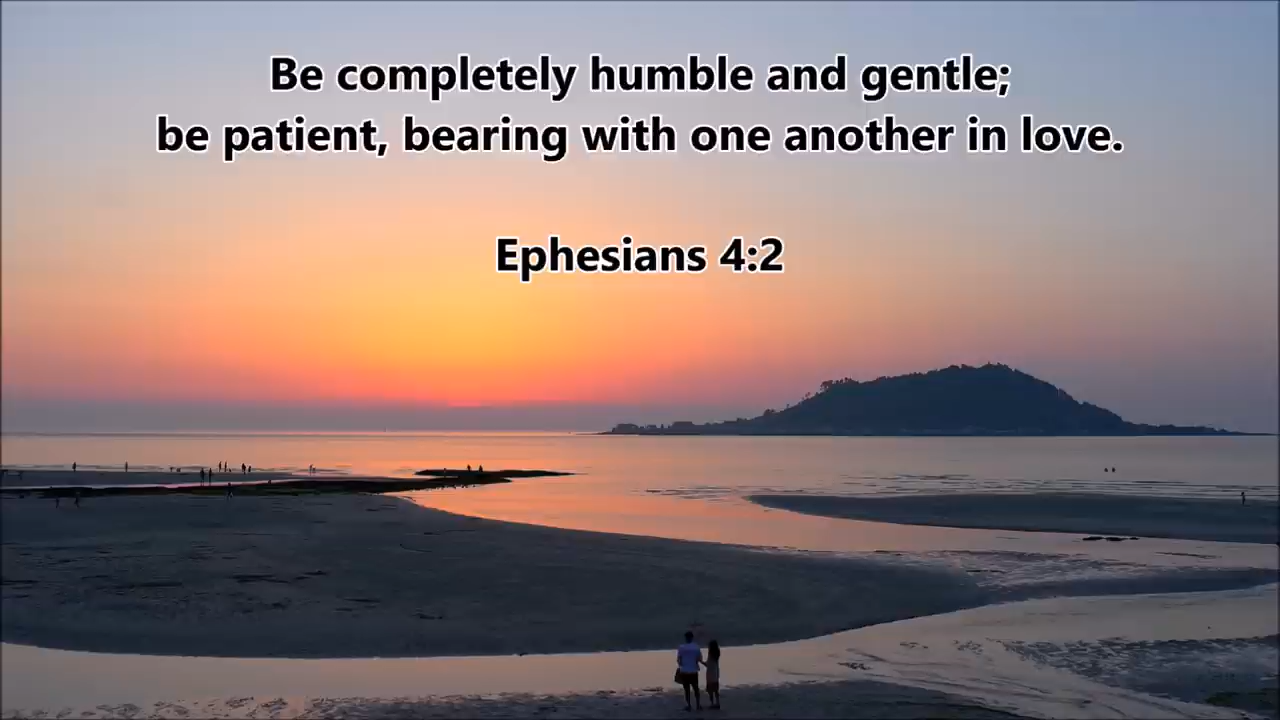 Be completely humble and gentle;
be patient, bearing with one another in love.
Ephesians 4:2